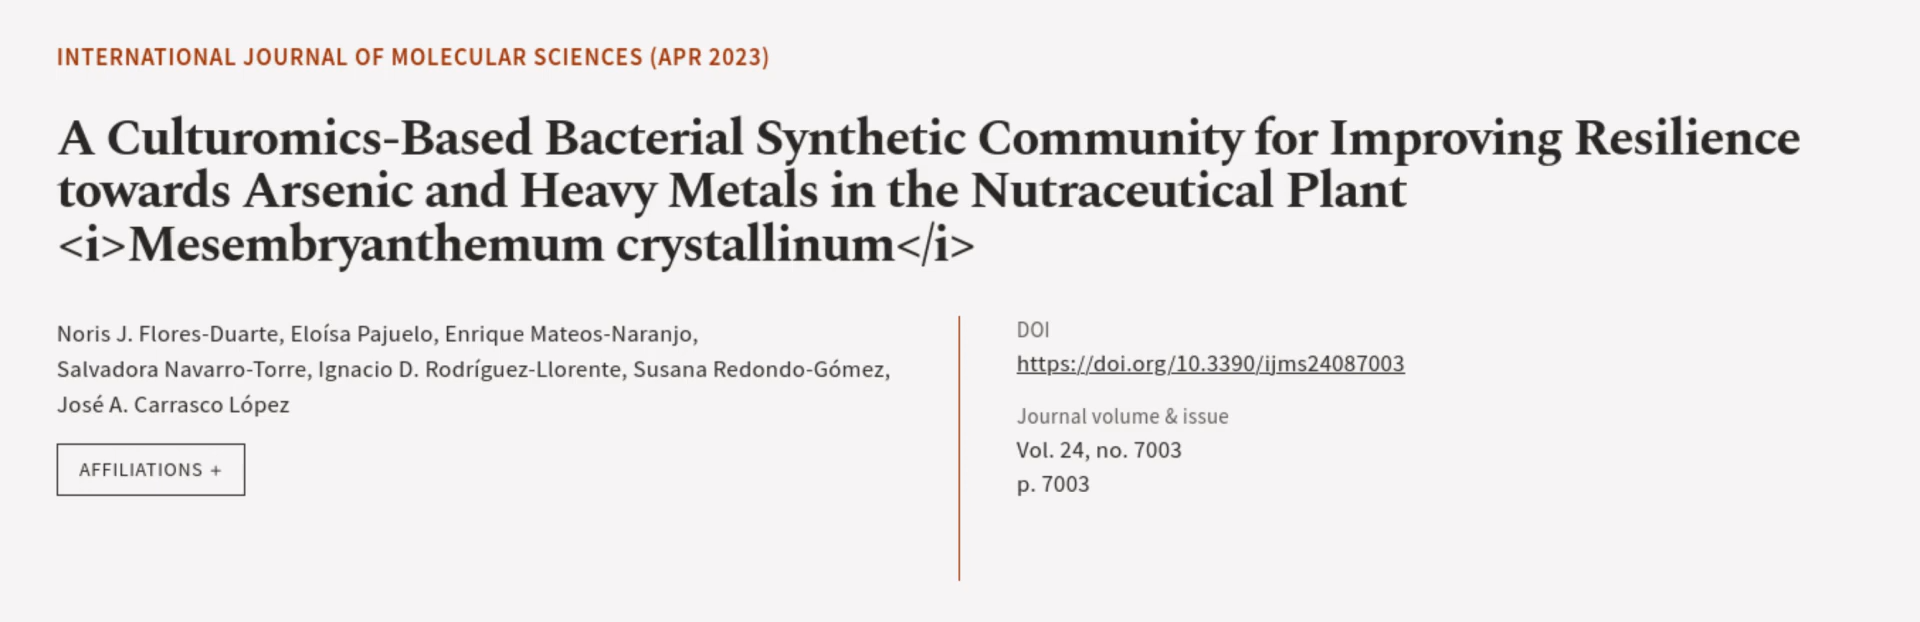 INTERNATIONAL JOURNAL OF MOLECULAR SCIENCES (APR 2023)
A Culturomics-Based Bacterial Synthetic Community for Improving Resilience
towards Arsenic and Heavy Metals in the Nutraceutical Plant
<i>Mesembryanthemum crystallinum</i>
Noris J. Flores-Duarte, Eloísa Pajuelo, Enrique Mateos-Naranjo,
Salvadora Navarro-Torre, Ignacio D. Rodríguez-Llorente, Susana Redondo-Gómez,
José A. Carrasco López
AFFILIATIONS +
DOI
https://doi.org/10.3390/ijms24087003
Journal volume & issue
Vol. 24, no. 7003
p. 7003